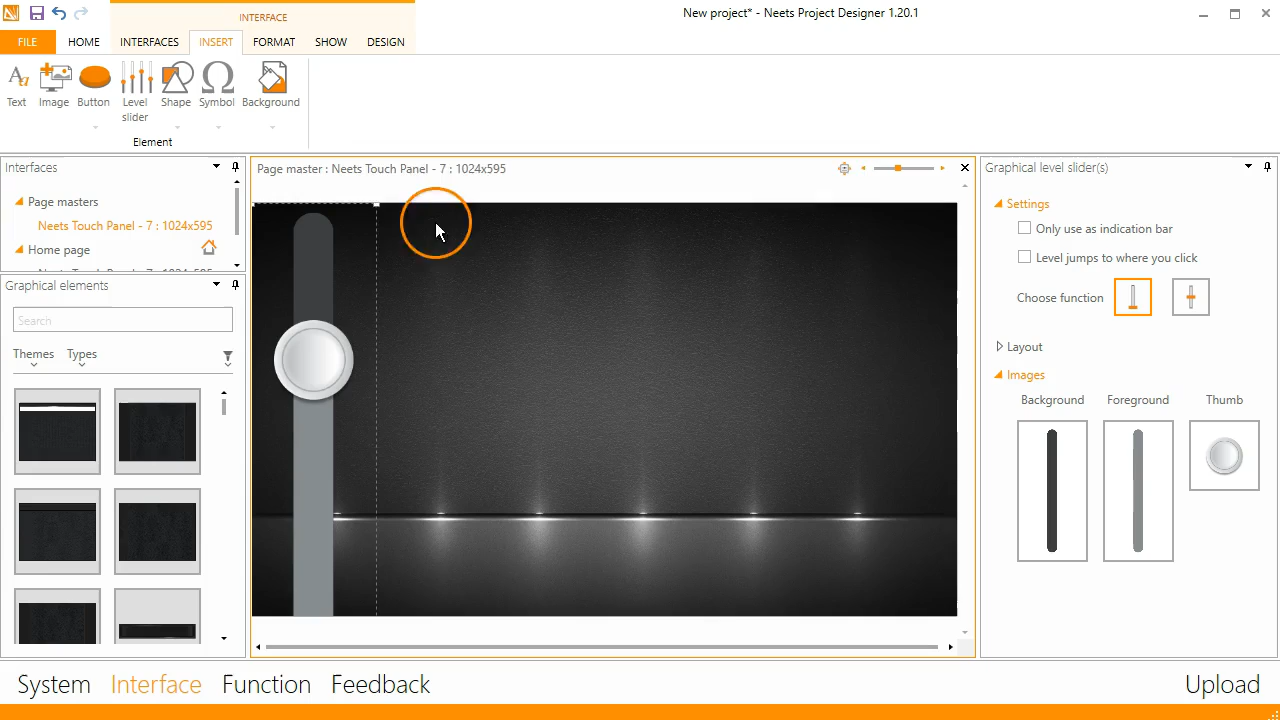 INTERFACE
New project* - Neets Project Designer 1.20.1
FILE HOME INTERFACES INSERT FORMAT SHOW DESIGN
Text Image Button Level slider Shape Symbol Background
Element
Interfaces
Page masters
Neets Touch Panel - 7 : 1024x595
Home page
Graphical elements
Search
Themes Types
Page master : Neets Touch Panel - 7 : 1024x595
Graphical level slider(s)
Settings
Only use as indication bar
Level jumps to where you click
Choose function
Layout
Images
Background Foreground Thumb
System Interface Function Feedback Upload